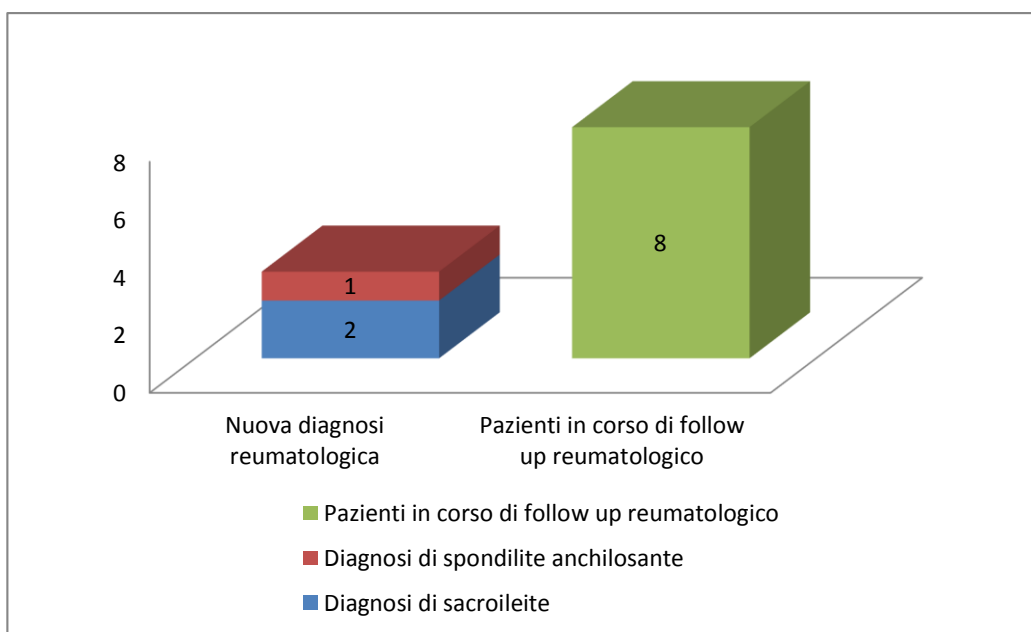 8
6
4
2
0
1
2
8
Nuova diagnosi
reumatologica
Pazienti in corso di follow
up reumatologico
Pazienti in corso di follow up reumatologico
Diagnosi di spondilite anchilosante
Diagnosi di sacroileite